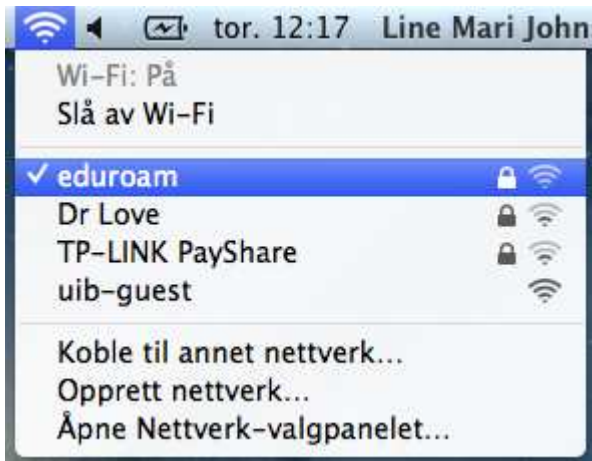 tor. 12:17 Line Mari John
Wi-Fi: På
Slå av Wi-Fi
eduroam
Dr Love
TP-LINK PayShare
uib-guest
Koble til annet nettverk...
Opprett nettverk...
Åpne Nettverk-valgpanelet...